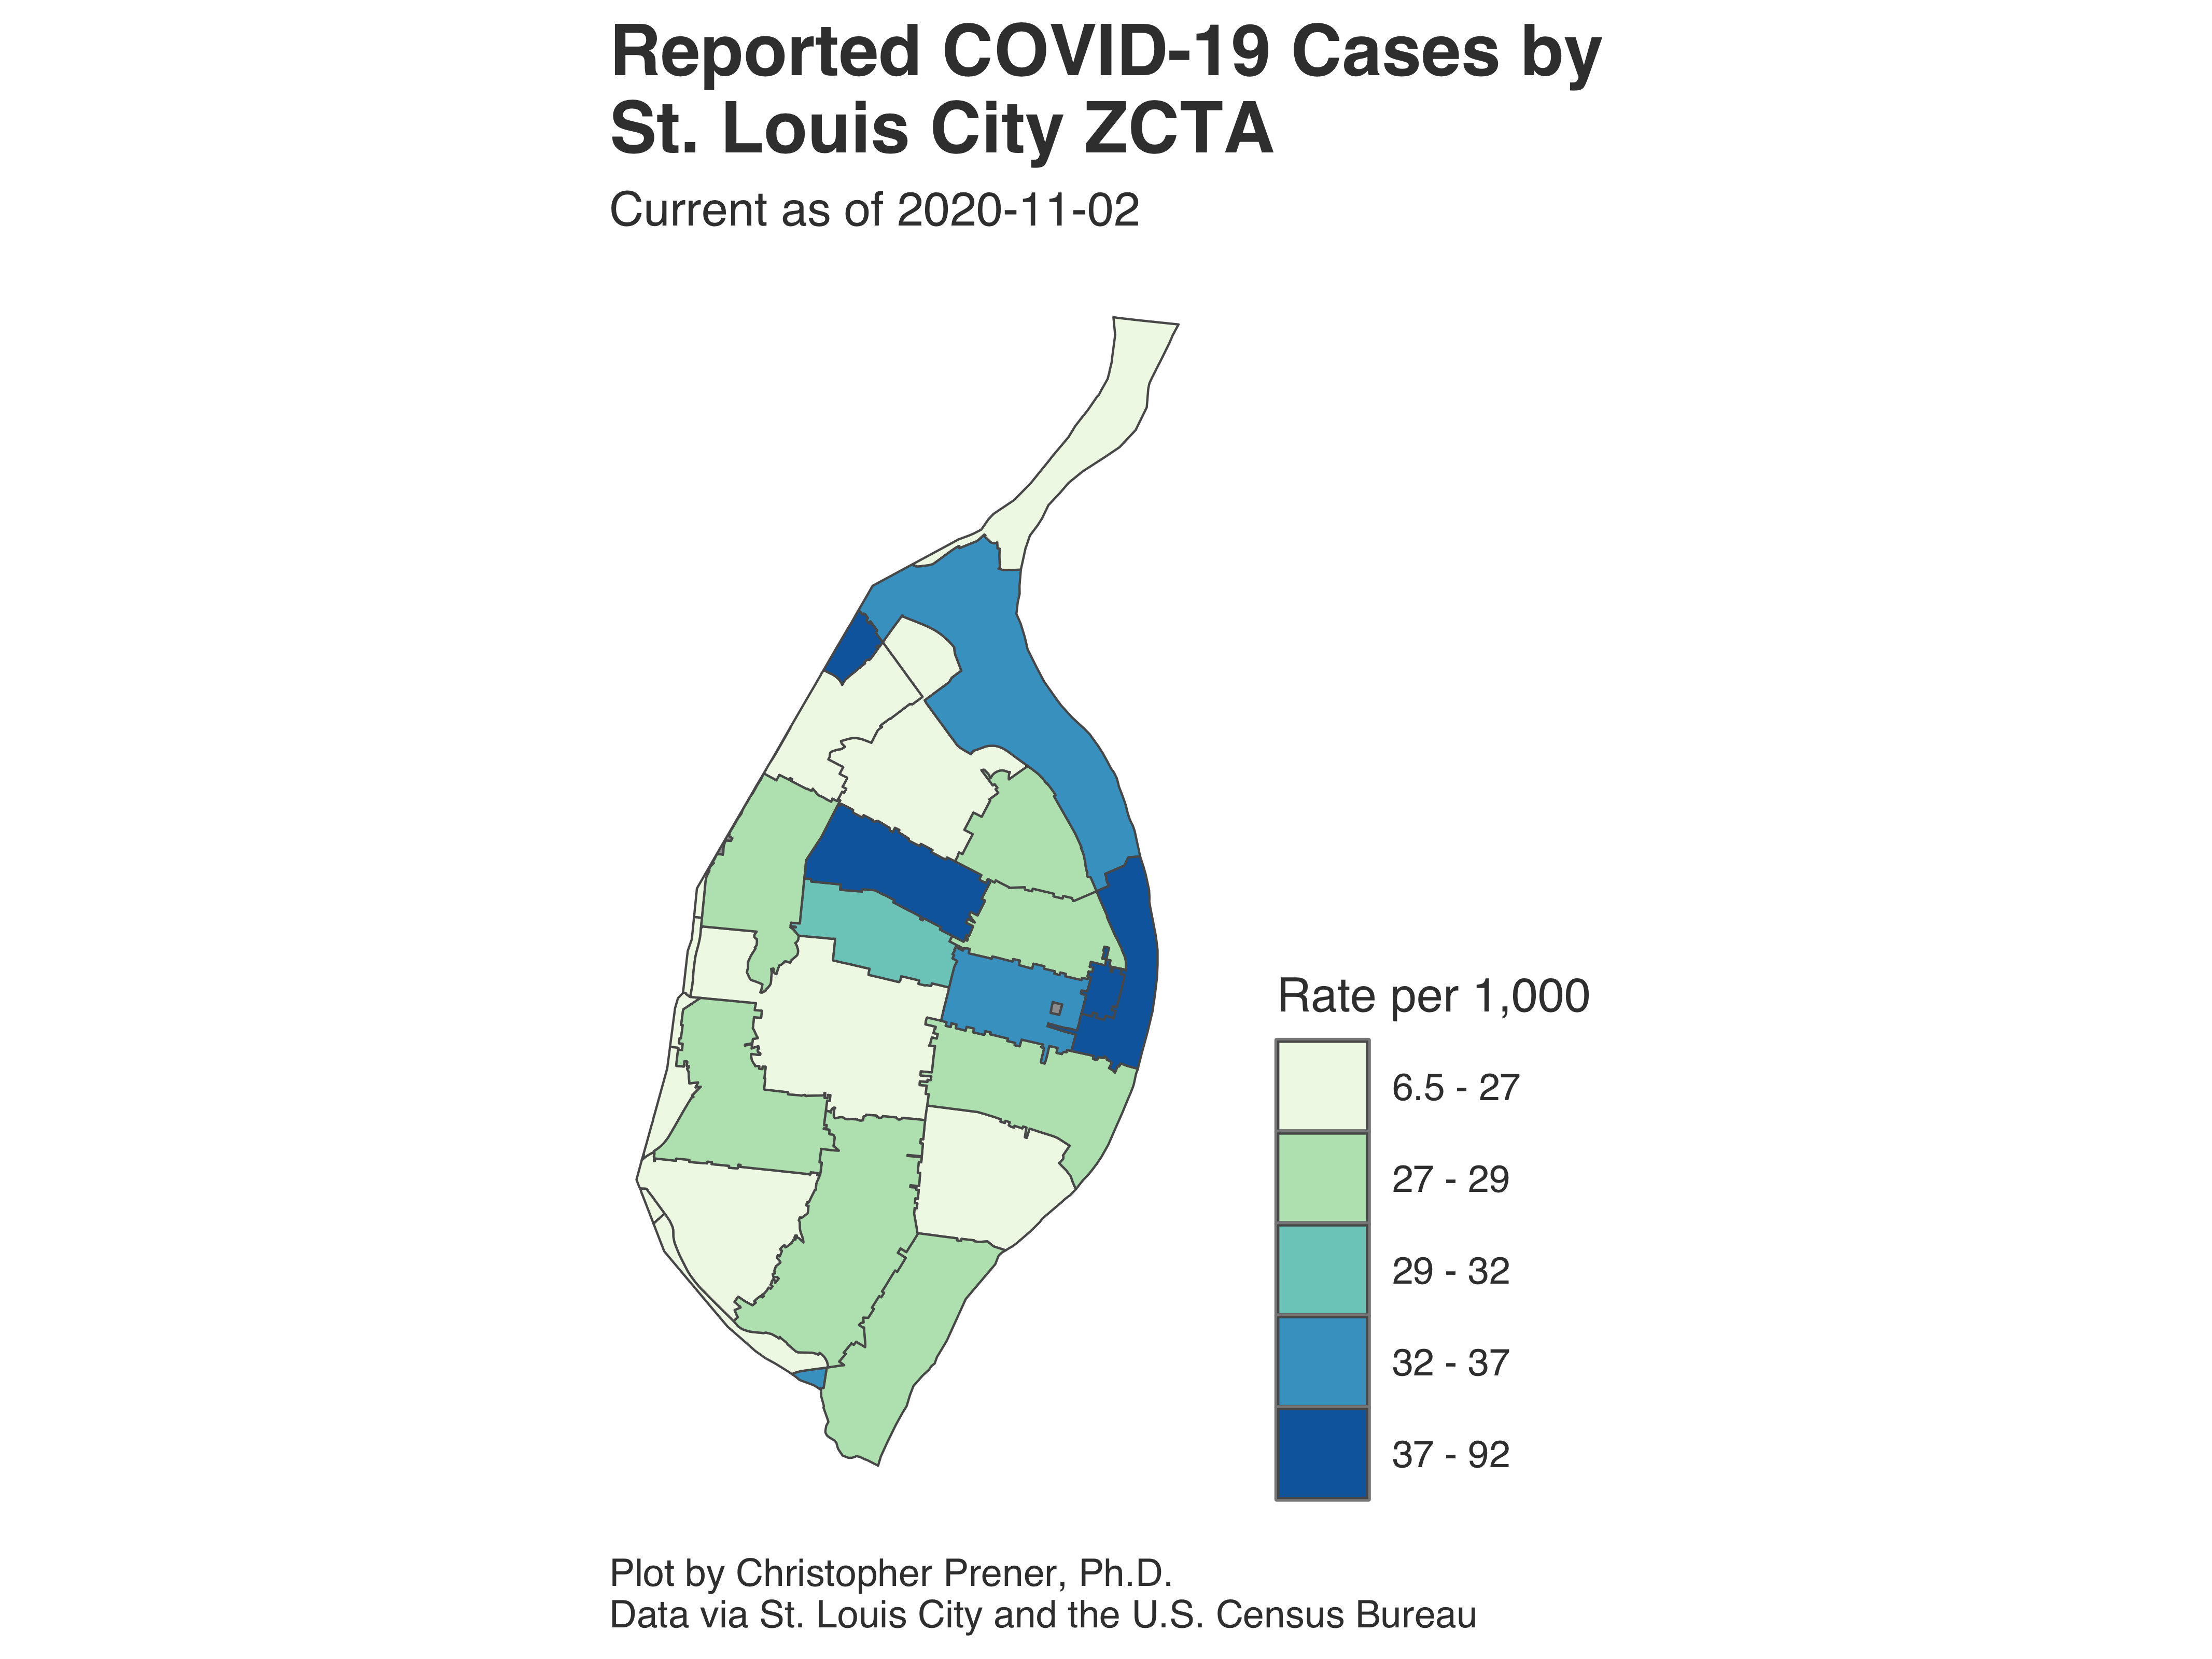 Reported COVID-19 Cases by
St. Louis City ZCTA
Current as of 2020-11-02
Rate per 1,000
6.5 - 27
27 - 29
29 - 32
32 - 37
37 - 92
Plot by Christopher Prener, Ph.D.
Data via St. Louis City and the U.S. Census Bureau